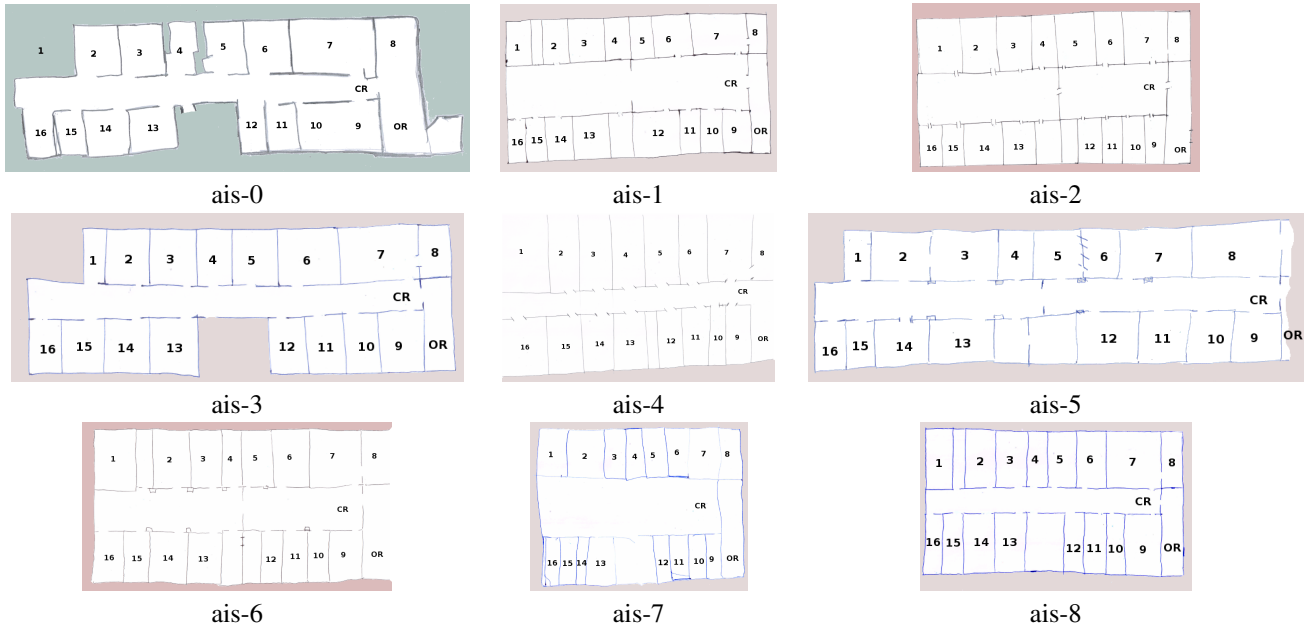 1 2 3 4 5 6 7 8
CR
16 15 14 13 12 11 10 9 OR
ais-0
1 2 3 4 5 6 7 8
CR
16 15 14 13 12 11 10 9 OR
ais-1
1 2 3 4 5 6 7 8
CR
16 15 14 13 12 11 10 9 OR
ais-2
1 2 3 4 5 6 7 8
CR
16 15 14 13 12 11 10 9 OR
ais-3
1 2 3 4 5 6 7 8
CR
16 15 14 13 12 11 10 9 OR
ais-4
1 2 3 4 5 6 7 8
CR
16 15 14 13 12 11 10 9 OR
ais-5
1 2 3 4 5 6 7 8
CR
16 15 14 13 12 11 10 9 OR
ais-6
1 2 3 4 5 6 7 8
CR
16 15 14 13 12 11 10 9 OR
ais-7
1 2 3 4 5 6 7 8
CR
16 15 14 13 12 11 10 9 OR
ais-8